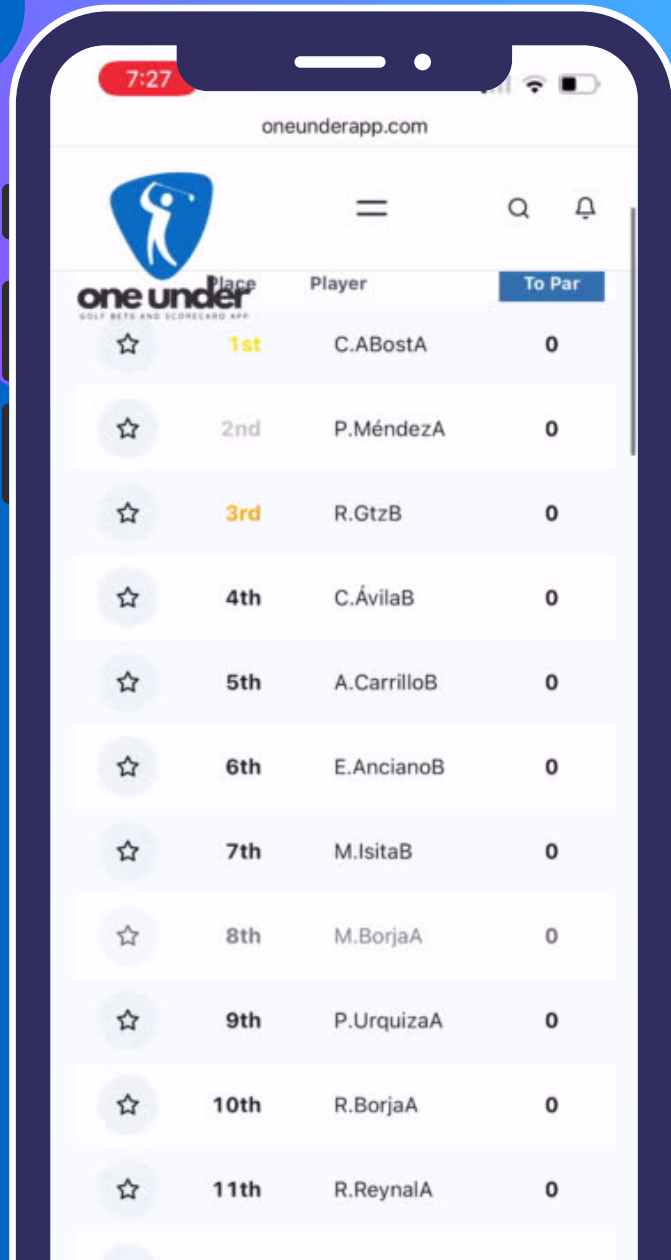 7:27
oneunderapp.com
one under
GOLF BETS AND SCORECARD APP
Place Player To Par
1st C.ABostA 0
2nd P.MéndezA 0
3rd R.GtzB 0
4th C.ÁvilaB 0
5th A.CarrilloB 0
6th E.AncianoB 0
7th M.IsitaB 0
8th M.BorjaA 0
9th P.UrquizaA 0
10th R.BorjaA 0
11th R.ReynalA 0